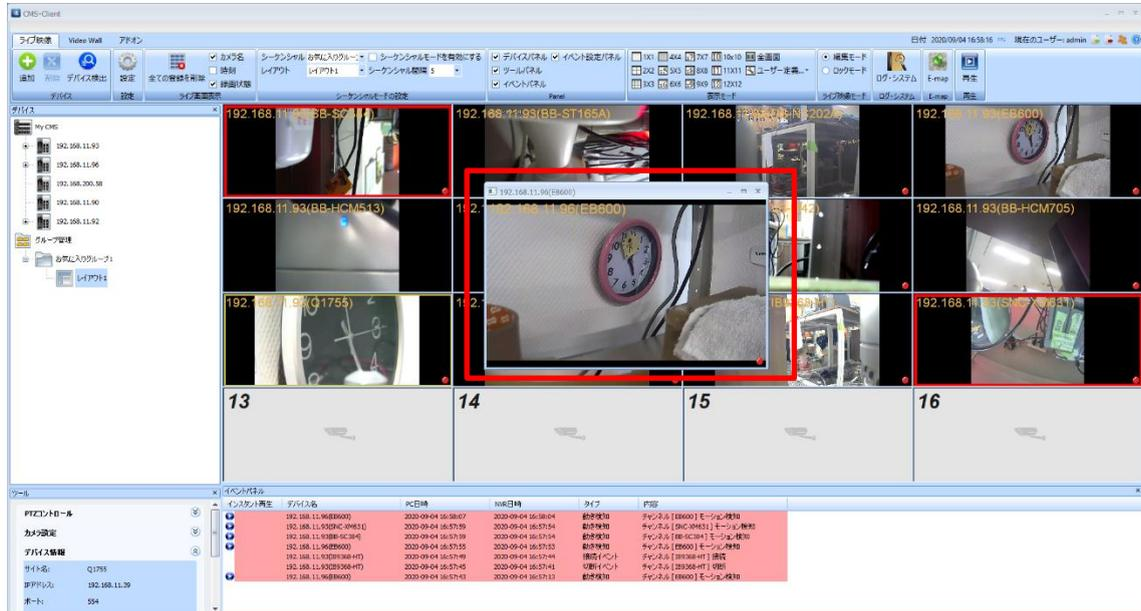 CMS-Client
ライブ映像 Video Wall アドオン
日付 2020/09/04 16:58:16 現在のユーザー: admin
追加 削除 デバイス検出 設定 全ての登録を削除
カメラ名 時刻 録画状態
シーケンシャル お気に入りグループ1 シーケンシャルモードを有効にする
レイアウト レイアウト1 シーケンシャル間隔 5
デバイスパネル イベント設定パネル
ツールパネル
イベントパネル
1X1 4X4 7X7 10x10 全画面
2X2 5X5 8X8 11X11 ユーザー定義...
3X3 6X6 9X9 12X12
編集モード
ロックモード
ログ・システム E-map 再生
デバイス 設定 ライブ画面表示 シーケンシャルモードの設定 Panel 表示モード ライブ映像モード ログ・システム E-map 再生
デバイス
My CMS
192.168.11.93
192.168.11.96
192.168.200.58
192.168.11.90
192.168.11.92
グループ管理
お気に入りグループ1
レイアウト1
192.168.11.93(BB-ST165A)
192.168.11.93(BB-HCM513)
192.168.11.96(EB600)
192.168.11.96(EB600)
192.168.11.93(BB-HCM705)
13
14
15
16
ツール
PTZコントロール
カメラ設定
デバイス情報
サイト名: Q1755
IPアドレス: 192.168.11.39
ポート: 554
イベントパネル
インスタント再生 デバイス名 PC日時 NVR日時 タイプ 内容
192.168.11.96(EB600) 2020-09-04 16:58:07 2020-09-04 16:58:04 動き検知 チャンネル [ EB600 ] モーション検知
192.168.11.93(SNC-XM631) 2020-09-04 16:57:59 2020-09-04 16:57:54 動き検知 チャンネル [ SNC-XM631 ] モーション検知
192.168.11.93(BB-SC384) 2020-09-04 16:57:59 2020-09-04 16:57:54 動き検知 チャンネル [ BB-SC384 ] モーション検知
192.168.11.96(EB600) 2020-09-04 16:57:55 2020-09-04 16:57:53 動き検知 チャンネル [ EB600 ] モーション検知
192.168.11.93(IB9368-HT) 2020-09-04 16:57:49 2020-09-04 16:57:44 接続イベント チャンネル [ IB9368-HT ] 接続
192.168.11.93(IB9368-HT) 2020-09-04 16:57:45 2020-09-04 16:57:41 切断イベント チャンネル [ IB9368-HT ] 切断
192.168.11.96(EB600) 2020-09-04 16:57:43 2020-09-04 16:57:13 動き検知 チャンネル [ EB600 ] モーション検知